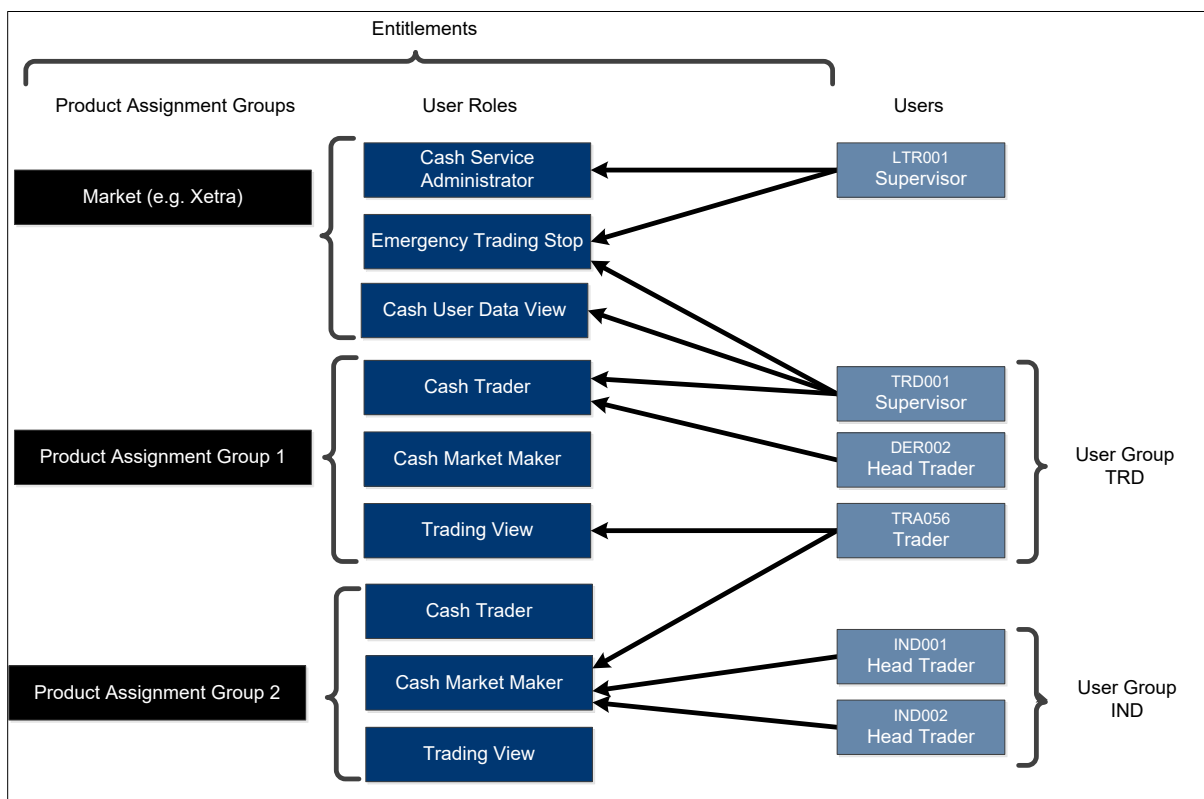 Entitlements
Product Assignment Groups
User Roles
Users
Market (e.g. Xetra)
Cash Service
Administrator
Emergency Trading Stop
Cash User Data View
LTR001
Supervisor
Product Assignment Group 1
Cash Trader
Cash Market Maker
Trading View
TRD001
Supervisor
DER002
Head Trader
TRA056
Trader
User Group
TRD
Product Assignment Group 2
Cash Trader
Cash Market Maker
Trading View
IND001
Head Trader
IND002
Head Trader
User Group
IND